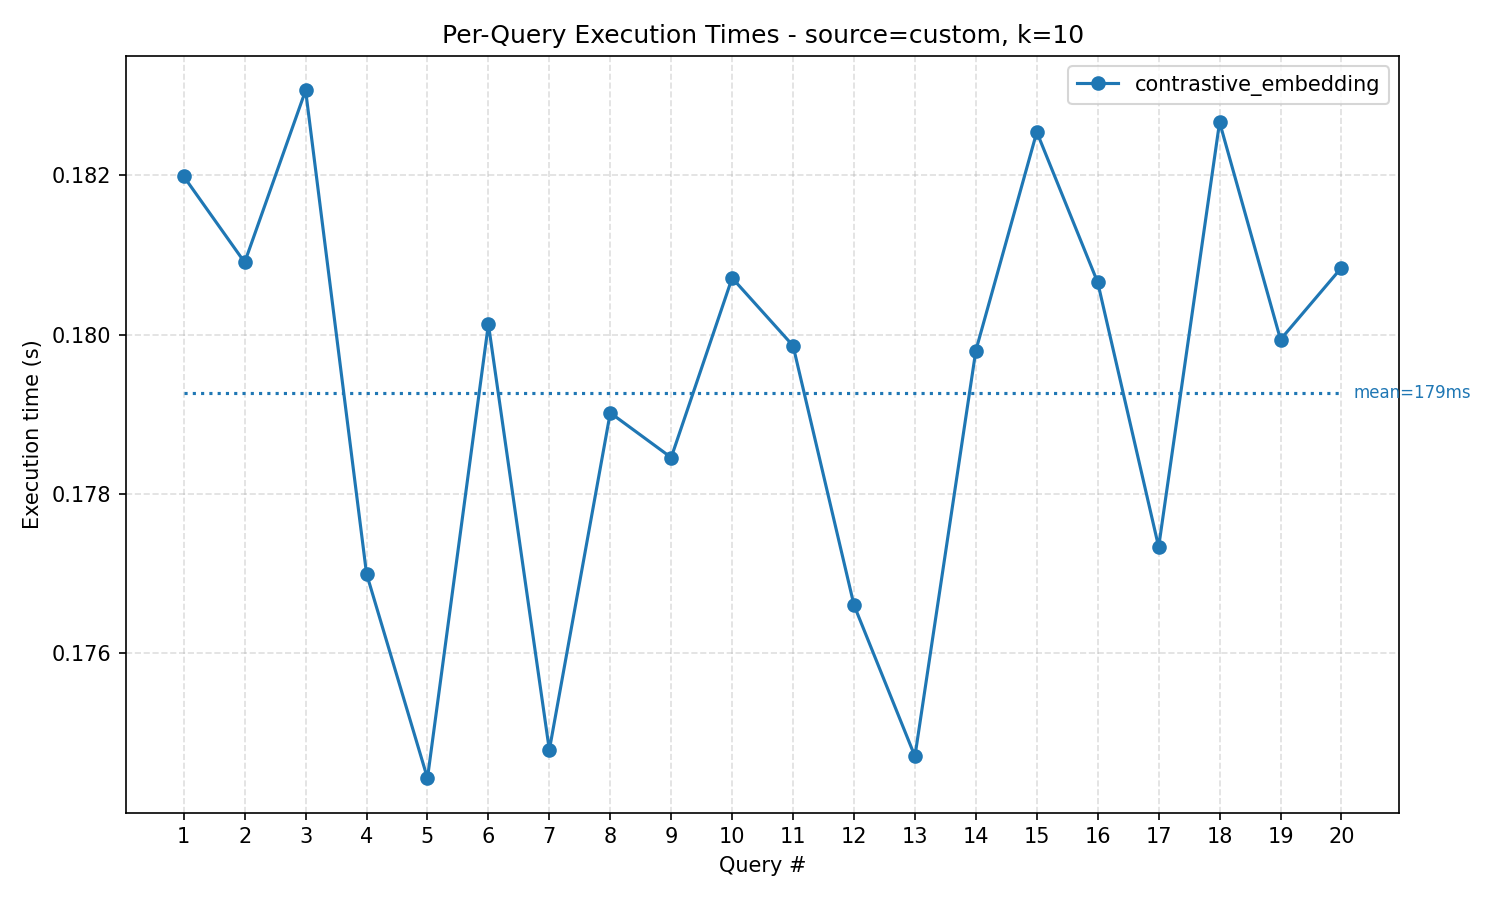 Per-Query Execution Times - source=custom, k=10
contrastive_embedding
Execution time (s)
0.182
0.180
0.178
0.176
mean=179ms
1 2 3 4 5 6 7 8 9 10 11 12 13 14 15 16 17 18 19 20
Query #